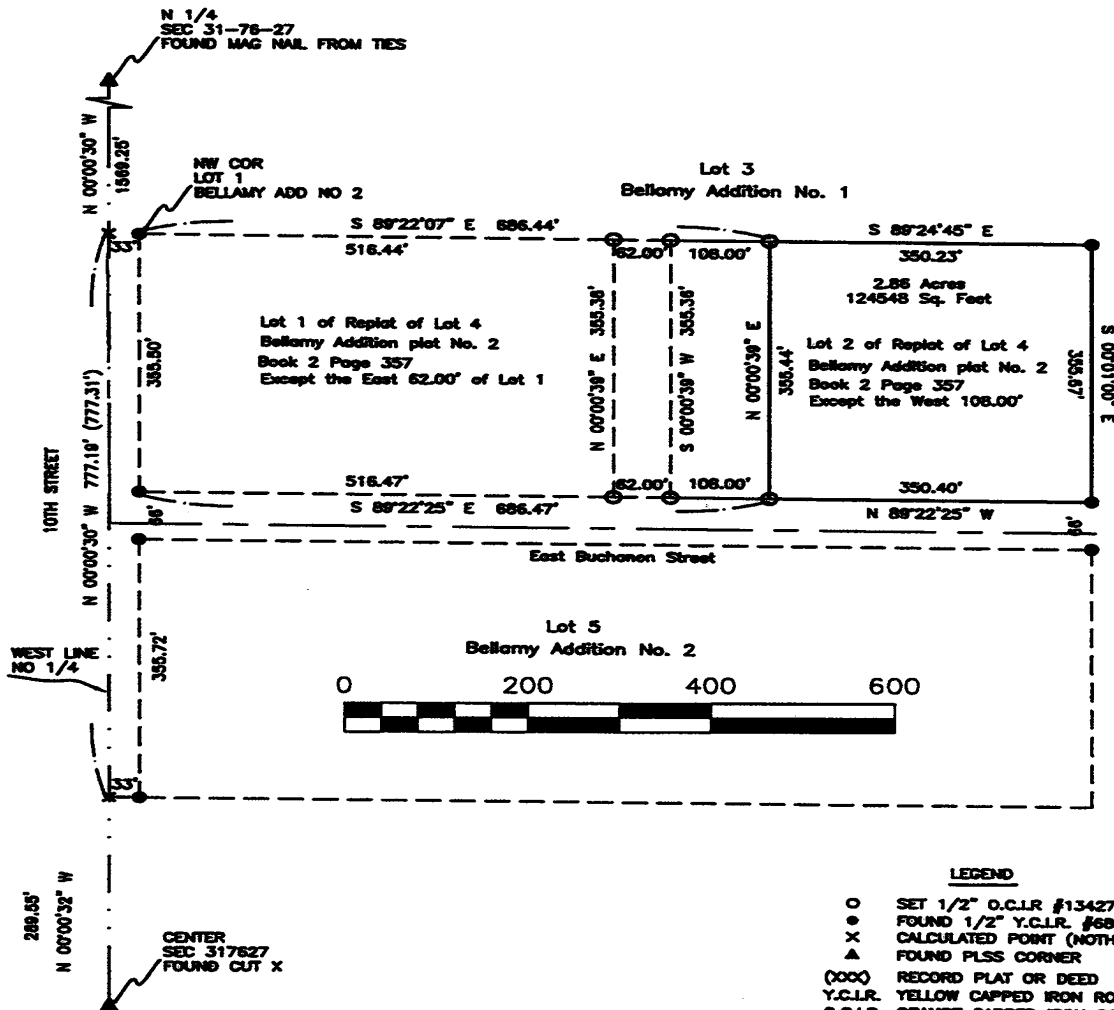 N 1/4
SEC 31-76-27
FOUND MAG NAIL FROM TIES
N 00°00'30" W
1569.25'
NW COR
LOT 1
BELLAMY ADD NO 2
Lot 3
Bellamy Addition No. 1
S 89°22'07" E 686.44'
S 89°24'45" E
33'
516.44'
62.00'
108.00'
350.23'
2.86 Acres
124548 Sq. Feet
Lot 1 of Replat of Lot 4
Bellamy Addition plat No. 2
Book 2 Page 357
Except the East 62.00' of Lot 1
355.50'
N 00°00'39" E 355.38'
S 00°00'39" W 355.36'
N 00°00'39" E
355.44'
Lot 2 of Replat of Lot 4
Bellamy Addition plat No. 2
Book 2 Page 357
Except the West 108.00'
S 00°01'00" E
355.67'
10TH STREET
N 00°00'30" W 777.19' (777.31')
516.47'
62.00'
108.00'
350.40'
S 89°22'25" E 686.47'
N 89°22'25" W
66'
66'
East Buchanan Street
Lot 5
Bellamy Addition No. 2
355.72'
WEST LINE
NO 1/4
0 200 400 600
33'
289.55'
N 00°00'32" W
CENTER
SEC 317627
FOUND CUT X
LEGEND
SET 1/2" O.C.I.R #13427
FOUND 1/2" Y.C.I.R. #68
CALCULATED POINT (NOTH
FOUND PLSS CORNER
(XXX) RECORD PLAT OR DEED
Y.C.I.R. YELLOW CAPPED IRON RO